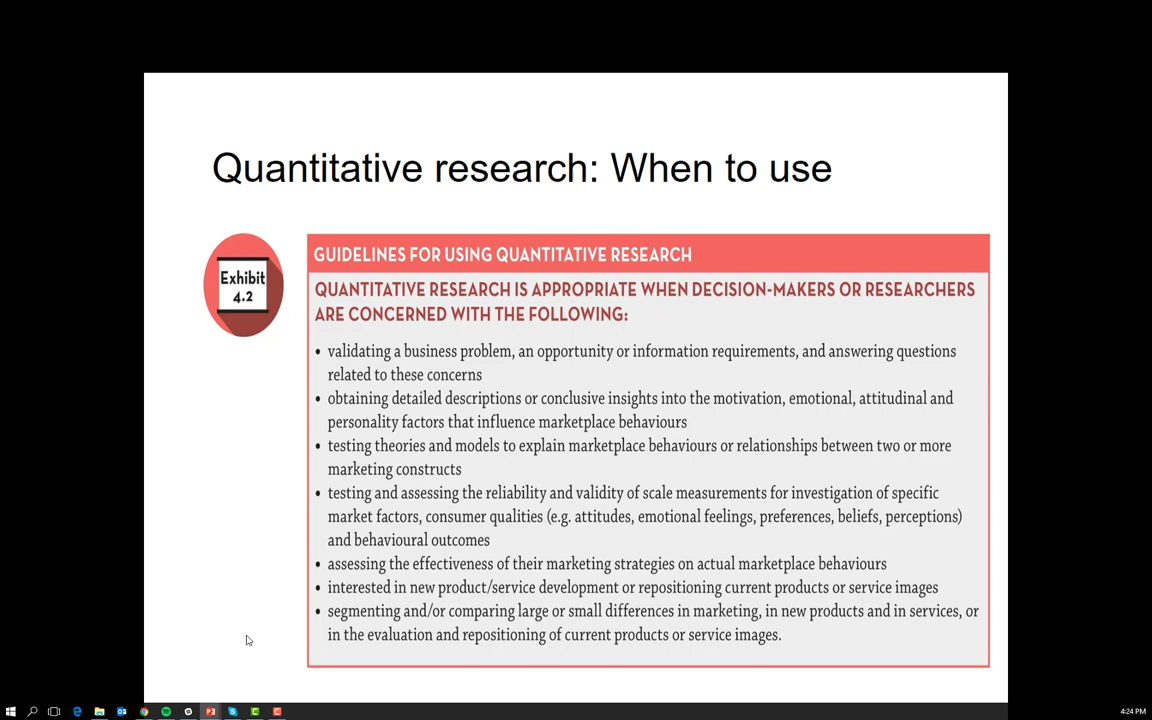 Quantitative research: When to use
Exhibit
4.2
GUIDELINES FOR USING QUANTITATIVE RESEARCH
QUANTITATIVE RESEARCH IS APPROPRIATE WHEN DECISION-MAKERS OR RESEARCHERS
ARE CONCERNED WITH THE FOLLOWING:
• validating a business problem, an opportunity or information requirements, and answering questions
related to these concerns
• obtaining detailed descriptions or conclusive insights into the motivation, emotional, attitudinal and
personality factors that influence marketplace behaviours
• testing theories and models to explain marketplace behaviours or relationships between two or more
marketing constructs
• testing and assessing the reliability and validity of scale measurements for investigation of specific
market factors, consumer qualities (e.g. attitudes, emotional feelings, preferences, beliefs, perceptions)
and behavioural outcomes
• assessing the effectiveness of their marketing strategies on actual marketplace behaviours
• interested in new product/service development or repositioning current products or service images
• segmenting and/or comparing large or small differences in marketing, in new products and in services, or
in the evaluation and repositioning of current products or service images.
4:24 PM